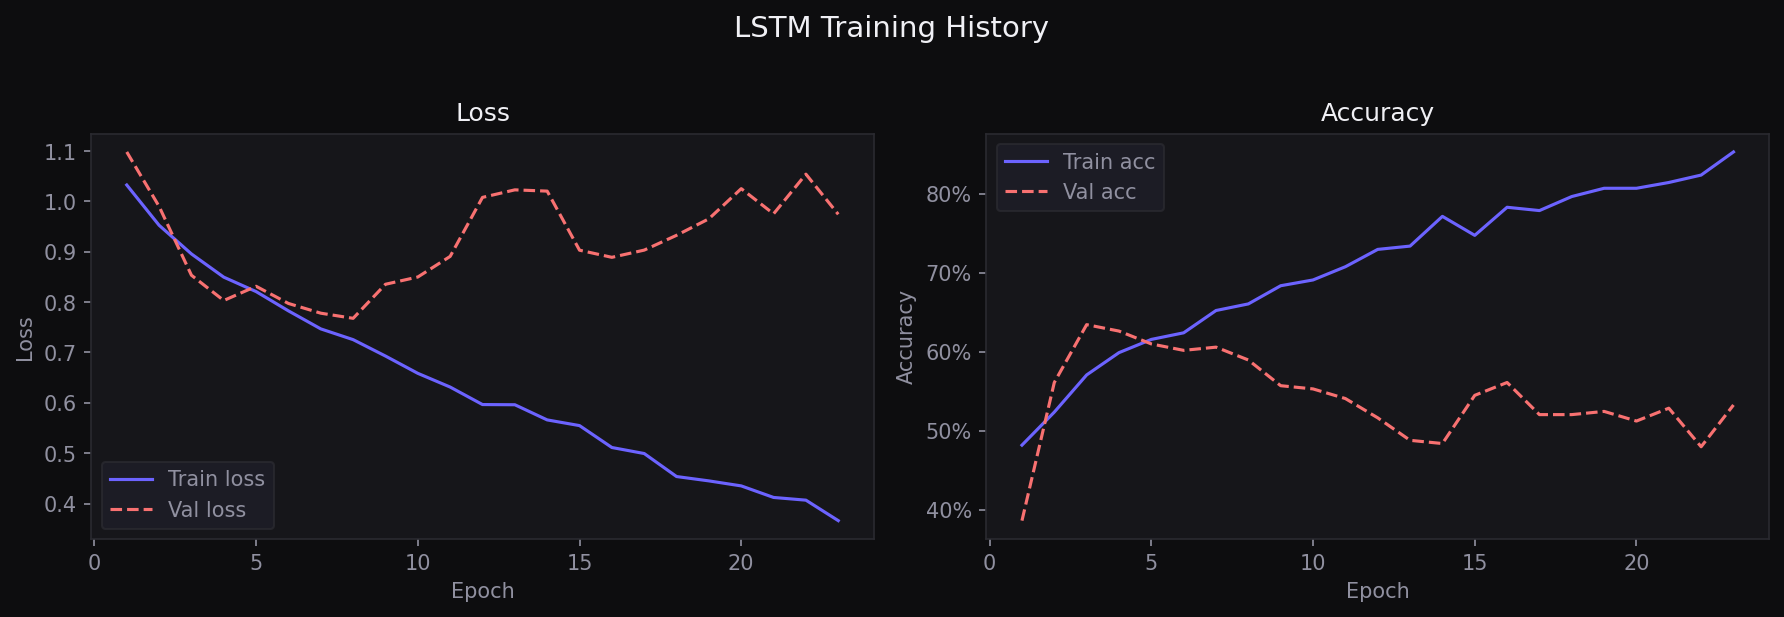 LSTM Training History
Loss
1.1
1.0
0.9
0.8
0.7
0.6
0.5
0.4
Loss
Train loss
Val loss
0
5
10
15
20
Epoch
Accuracy
Train acc
Val acc
80%
70%
60%
50%
40%
Accuracy
0
5
10
15
20
Epoch